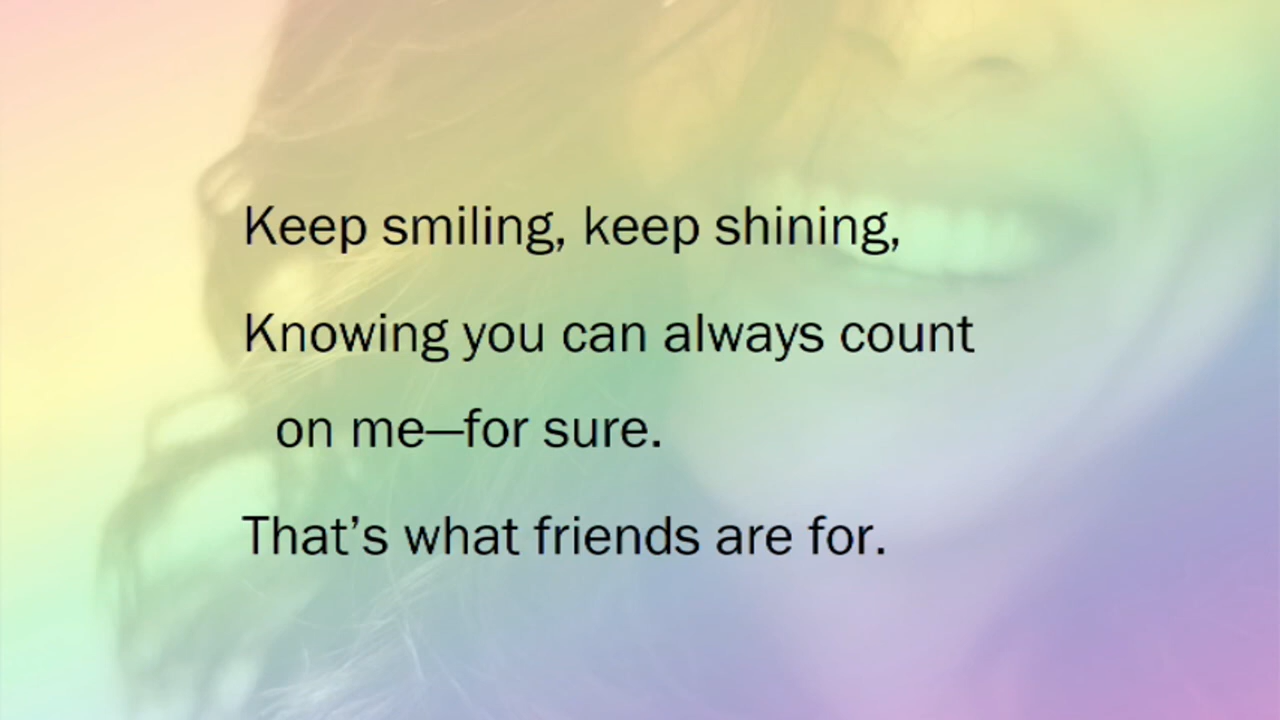 Keep smiling, keep shining,
Knowing you can always count
on me—for sure.
That’s what friends are for.